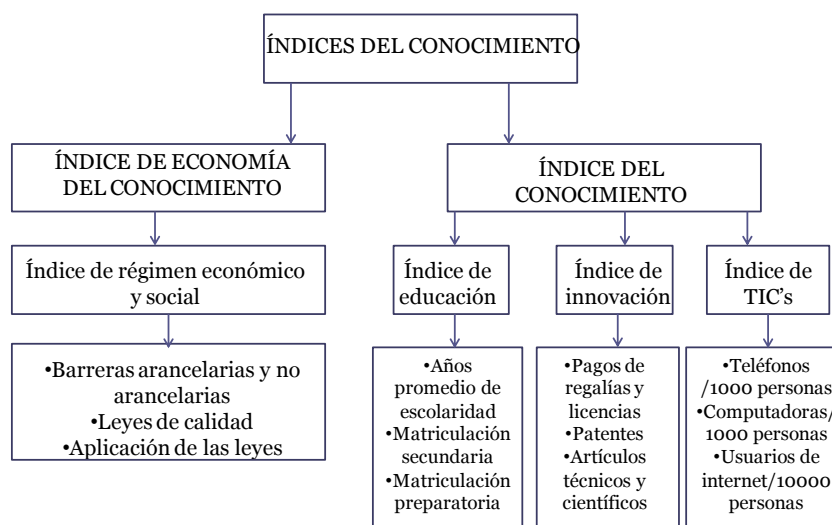 ÍNDICES DEL CONOCIMIENTO
ÍNDICE DE ECONOMÍA
DEL CONOCIMIENTO
ÍNDICE DEL
CONOCIMIENTO
Índice de régimen económico
y social
Índice de
educación
Índice de
innovación
Índice de
TIC’s
•Barreras arancelarias y no
arancelarias
•Leyes de calidad
•Aplicación de las leyes
•Años
promedio de
escolaridad
•Matriculación
secundaria
•Matriculación
preparatoria
•Pagos de
regalías y
licencias
•Patentes
•Artículos
técnicos y
científicos
•Teléfonos
/1000 personas
•Computadoras/
1000 personas
•Usuarios de
internet/10000
personas